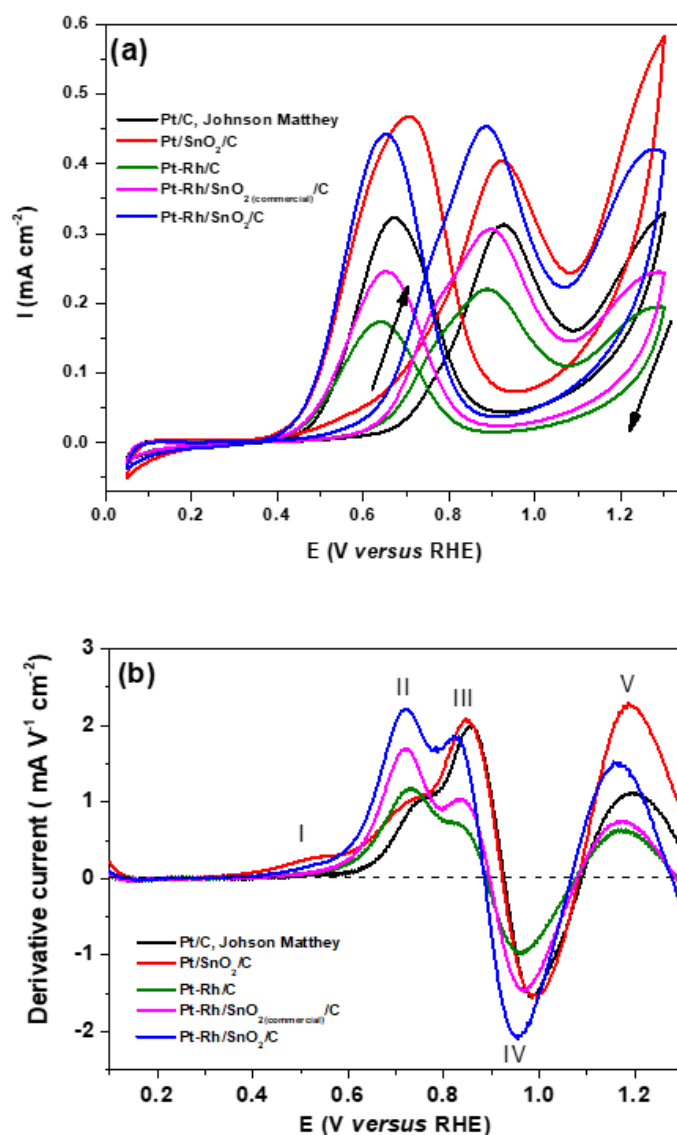 (a)
0.6
0.5
0.4
0.3
0.2
0.1
0.0
I (mA cm⁻²)
Pt/C, Johnson Matthey
Pt/SnO₂/C
Pt-Rh/C
Pt-Rh/SnO₂ (commercial)/C
Pt-Rh/SnO₂/C
0.0 0.2 0.4 0.6 0.8 1.0 1.2
E (V versus RHE)
(b)
3
2
1
0
-1
-2
Derivative current ( mA V⁻¹ cm⁻²)
I
II
III
IV
V
Pt/C, Johson Matthey
Pt/SnO₂/C
Pt-Rh/C
Pt-Rh/SnO₂(commercial)/C
Pt-Rh/SnO₂/C
0.2 0.4 0.6 0.8 1.0 1.2
E (V versus RHE)